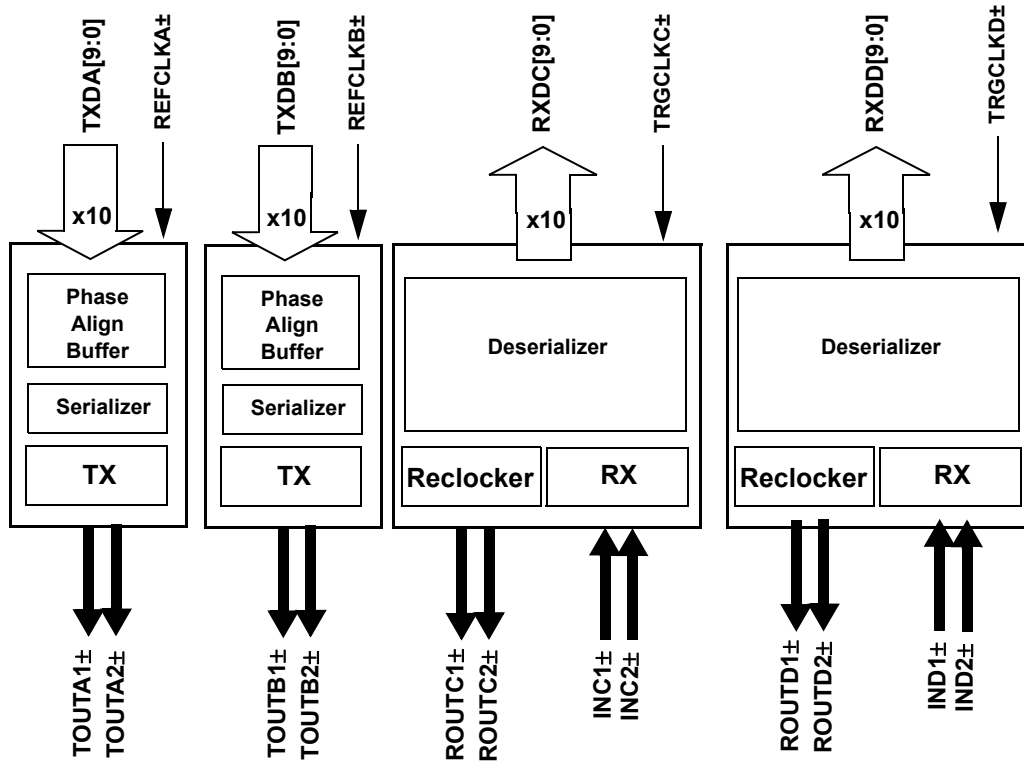 TXDA[9:0]
REFCLKA±
TXDB[9:0]
REFCLKB±
RXDC[9:0]
TRGCLKC±
RXDD[9:0]
TRGCLKD±
x10
x10
x10
x10
Phase
Align
Buffer
Phase
Align
Buffer
Deserializer
Deserializer
Serializer
Serializer
TX
TX
Reclocker
RX
Reclocker
RX
TOUTA1±
TOUTA2±
TOUTB1±
TOUTB2±
ROUTC1±
ROUTC2±
INC1±
INC2±
ROUTD1±
ROUTD2±
IND1±
IND2±